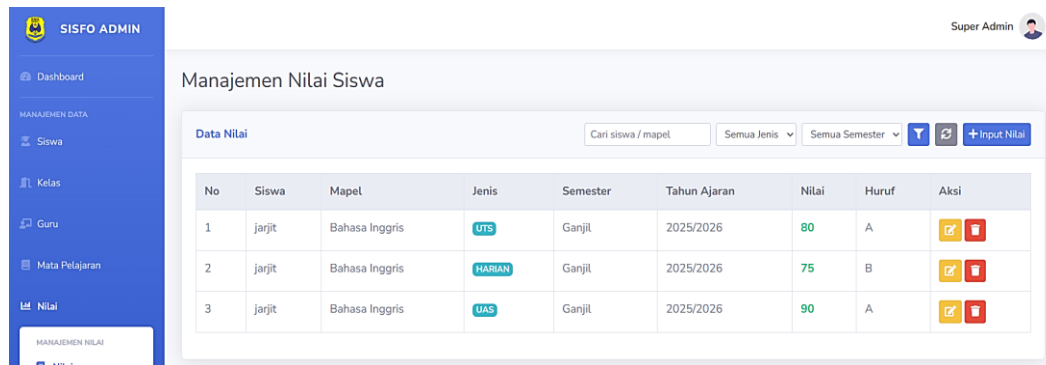 SISFO ADMIN
Super Admin
Dashboard
MANAJEMEN DATA
Siswa
Kelas
Guru
Mata Pelajaran
Nilai
MANAJEMEN NILAI
Manajemen Nilai Siswa
Data Nilai
Cari siswa / mapel
Semua Jenis
Semua Semester
+ Input Nilai
No Siswa Mapel Jenis Semester Tahun Ajaran Nilai Huruf Aksi
1 jarjit Bahasa Inggris UTS Ganjil 2025/2026 80 A
2 jarjit Bahasa Inggris HARIAN Ganjil 2025/2026 75 B
3 jarjit Bahasa Inggris UAS Ganjil 2025/2026 90 A